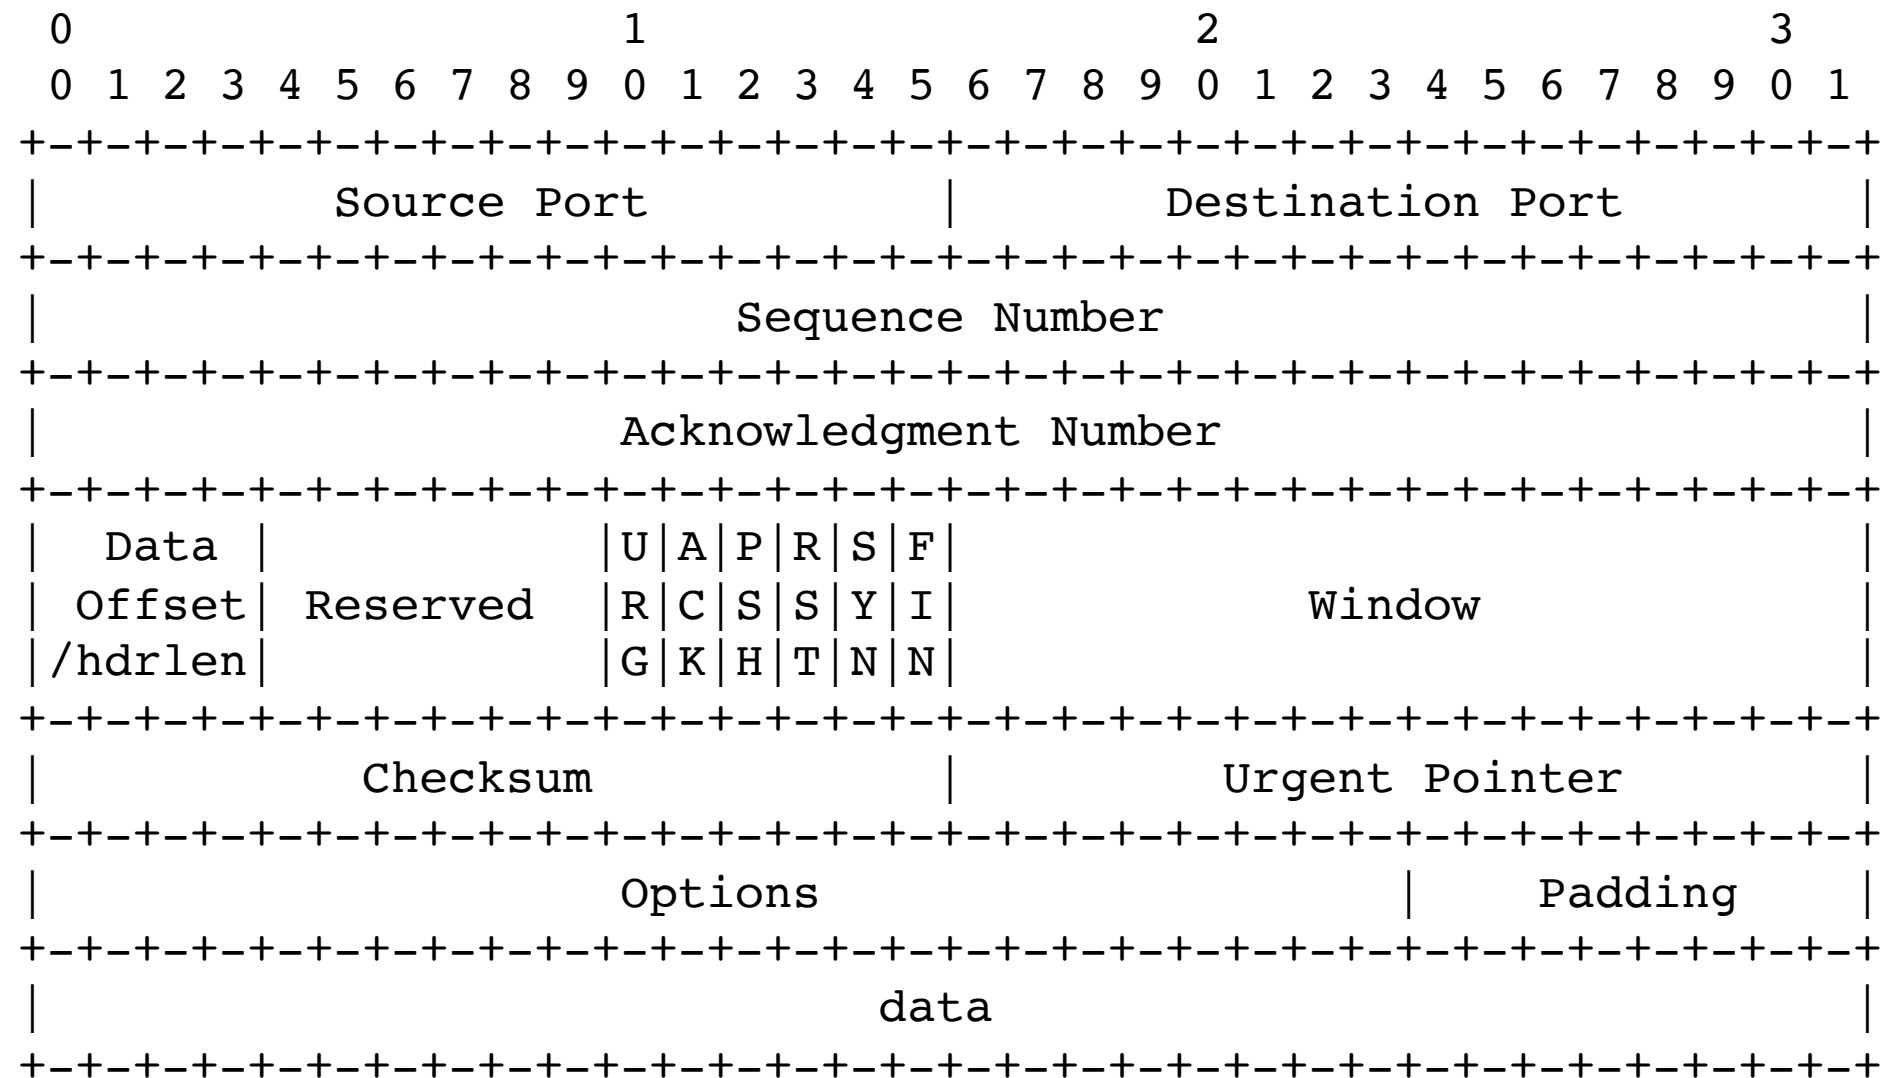 0                   1                   2                   3
 0 1 2 3 4 5 6 7 8 9 0 1 2 3 4 5 6 7 8 9 0 1 2 3 4 5 6 7 8 9 0 1
+-+-+-+-+-+-+-+-+-+-+-+-+-+-+-+-+-+-+-+-+-+-+-+-+-+-+-+-+-+-+-+-+
|          Source Port          |       Destination Port        |
+-+-+-+-+-+-+-+-+-+-+-+-+-+-+-+-+-+-+-+-+-+-+-+-+-+-+-+-+-+-+-+-+
|                        Sequence Number                        |
+-+-+-+-+-+-+-+-+-+-+-+-+-+-+-+-+-+-+-+-+-+-+-+-+-+-+-+-+-+-+-+-+
|                    Acknowledgment Number                      |
+-+-+-+-+-+-+-+-+-+-+-+-+-+-+-+-+-+-+-+-+-+-+-+-+-+-+-+-+-+-+-+-+
|  Data |           |U|A|P|R|S|F|                               |
| Offset| Reserved  |R|C|S|S|Y|I|            Window             |
|/hdrlen|           |G|K|H|T|N|N|                               |
+-+-+-+-+-+-+-+-+-+-+-+-+-+-+-+-+-+-+-+-+-+-+-+-+-+-+-+-+-+-+-+-+
|           Checksum            |         Urgent Pointer        |
+-+-+-+-+-+-+-+-+-+-+-+-+-+-+-+-+-+-+-+-+-+-+-+-+-+-+-+-+-+-+-+-+
|                    Options                    |    Padding    |
+-+-+-+-+-+-+-+-+-+-+-+-+-+-+-+-+-+-+-+-+-+-+-+-+-+-+-+-+-+-+-+-+
|                             data                              |
+-+-+-+-+-+-+-+-+-+-+-+-+-+-+-+-+-+-+-+-+-+-+-+-+-+-+-+-+-+-+-+-+